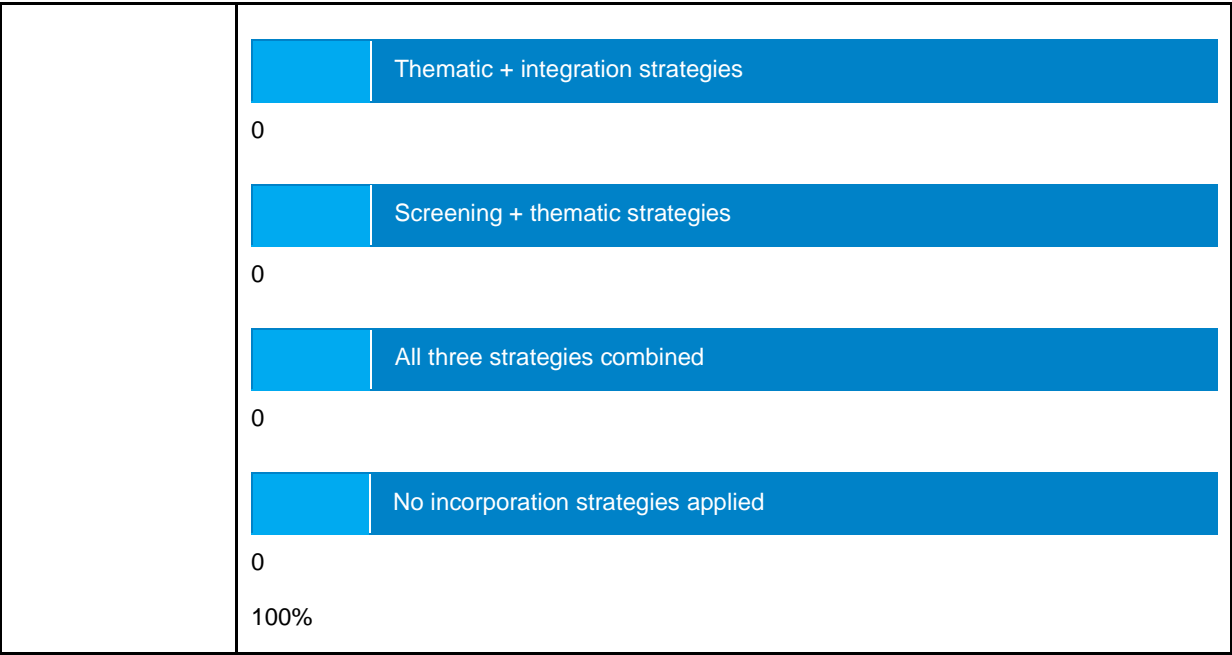 Thematic + integration strategies
0
Screening + thematic strategies
0
All three strategies combined
0
No incorporation strategies applied
0
100%